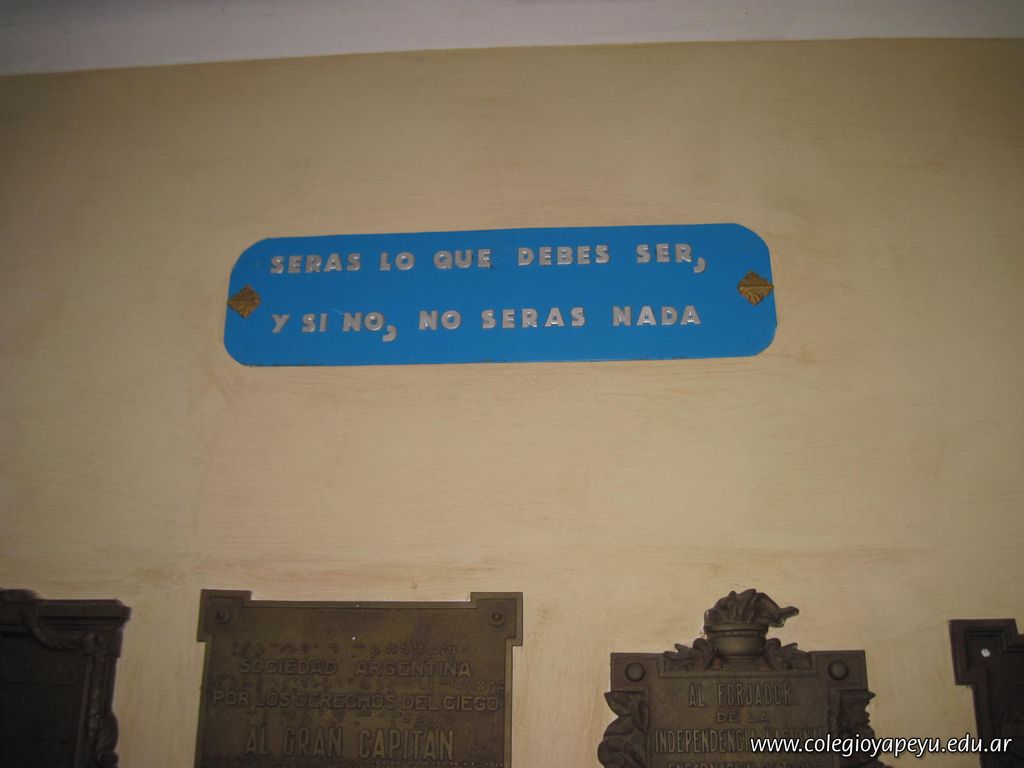 SERAS LO QUE DEBES SER,
Y SI NO, NO SERAS NADA
SOCIEDAD ARGENTINA
POR LOS DERECHOS DEL CIEGO
AL GRAN CAPITAN
AL FORJADOR
DE LA
INDEPENDENCIA
www.colegioyapeyu.edu.ar